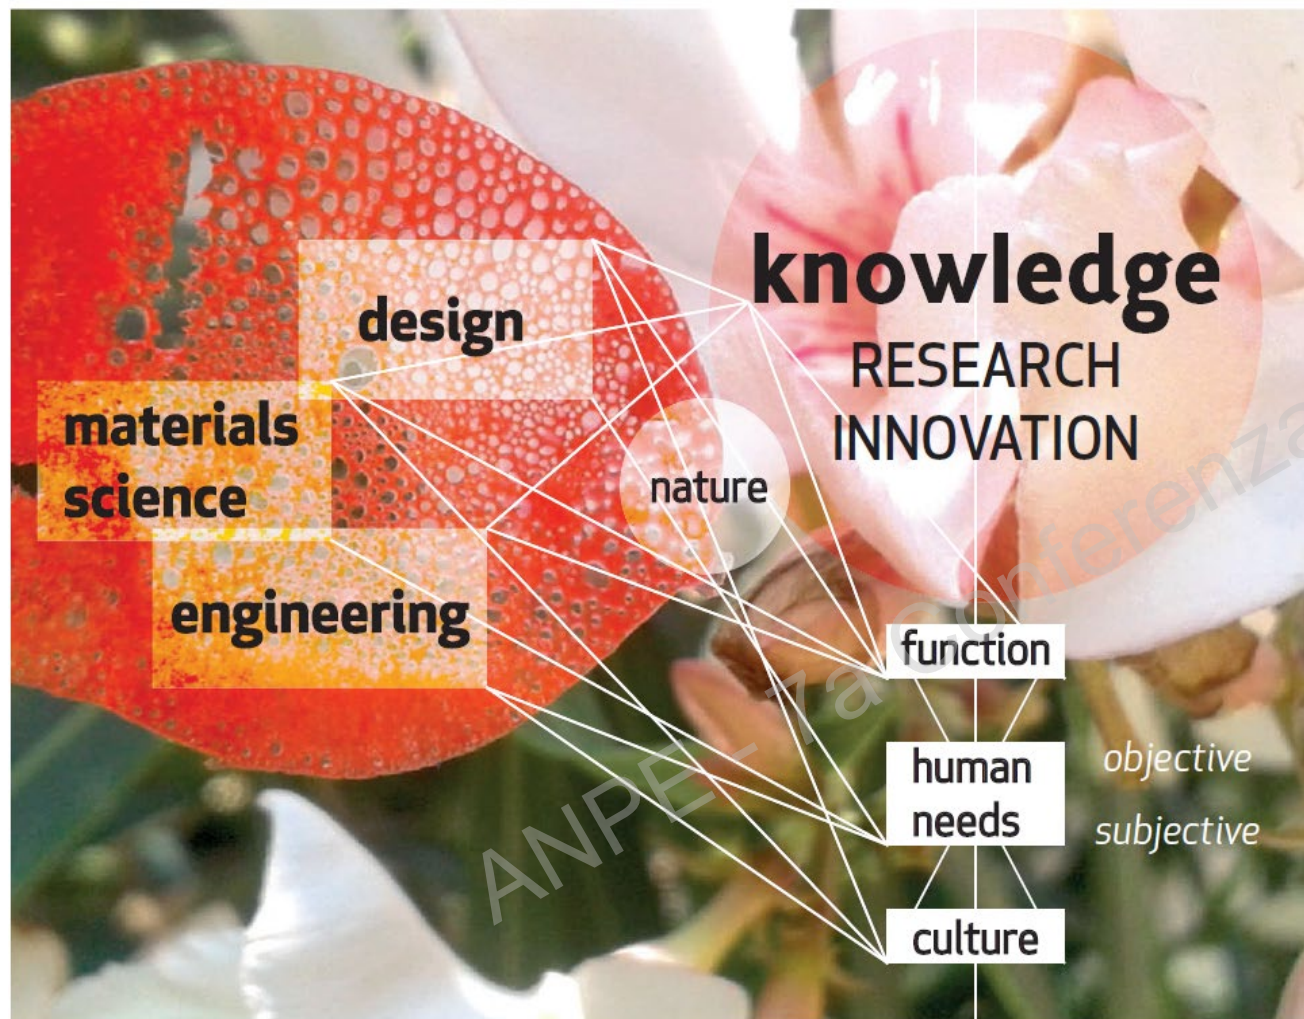 design
knowledge
RESEARCH
INNOVATION
materials
science
nature
engineering
function
human
needs
objective
subjective
culture
ANPE - 7a Conferenza